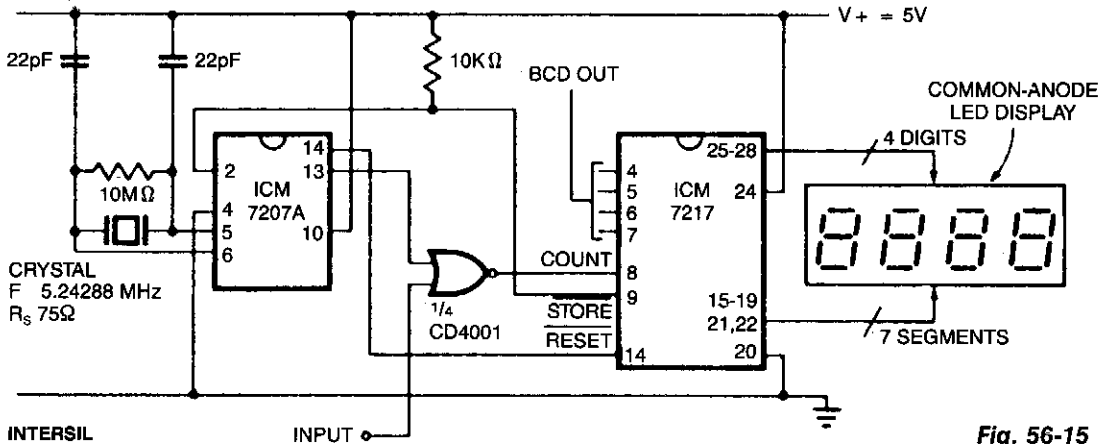 V + = 5V
22pF
22pF
10KΩ
BCD OUT
COMMON-ANODE
LED DISPLAY
10MΩ
2
4
5
6
14
13
10
ICM
7207A
4
5
6
7
8
9
14
ICM
7217
25-28
24
15-19
21,22
20
4 DIGITS
8888
7 SEGMENTS
CRYSTAL
F 5.24288 MHz
RS 75Ω
COUNT
STORE
RESET
1/4
CD4001
INTERSIL
INPUT
Fig. 56-15